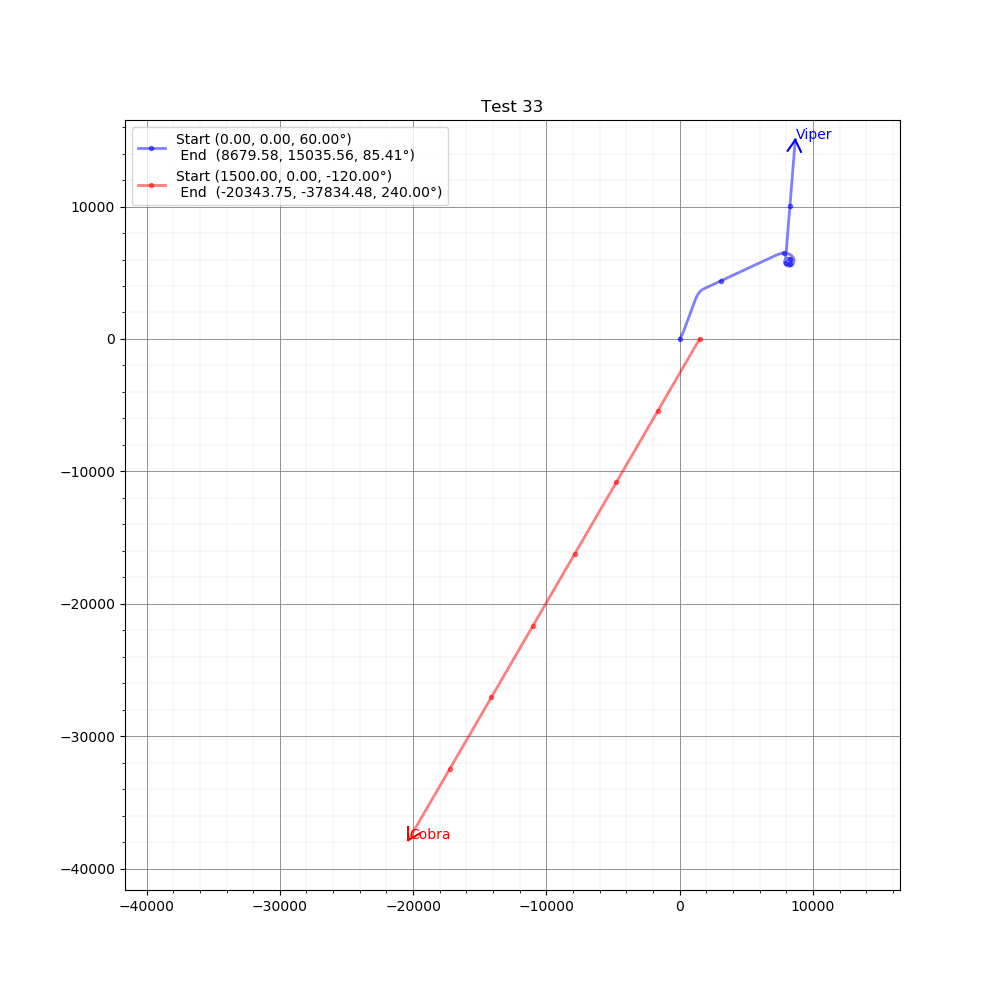 Test 33
Start (0.00, 0.00, 60.00°)
End  (8679.58, 15035.56, 85.41°)
Start (1500.00, 0.00, -120.00°)
End  (-20343.75, -37834.48, 240.00°)
Viper
10000
0
−10000
−20000
−30000
Cobra
−40000
−40000 −30000 −20000 −10000 0 10000